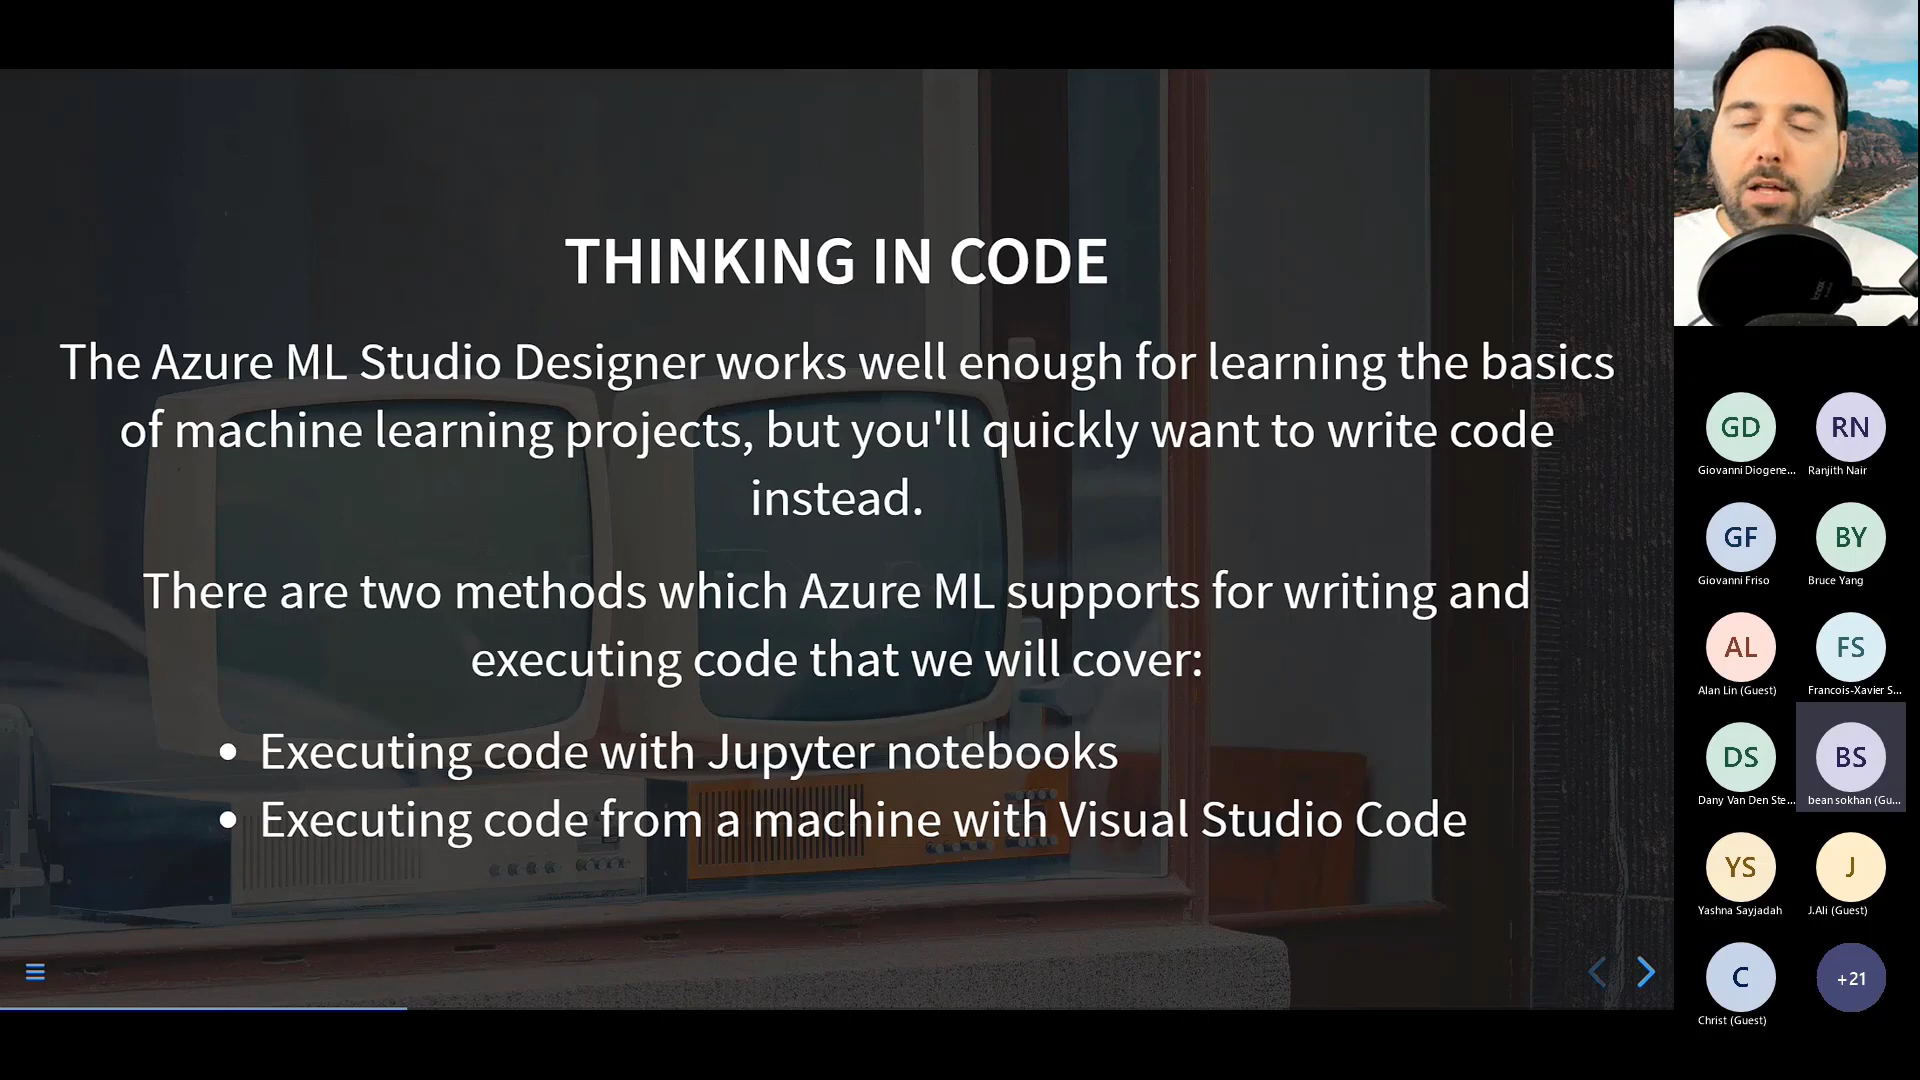 THINKING IN CODE
The Azure ML Studio Designer works well enough for learning the basics
of machine learning projects, but you'll quickly want to write code
instead.
There are two methods which Azure ML supports for writing and
executing code that we will cover:
• Executing code with Jupyter notebooks
• Executing code from a machine with Visual Studio Code
GD
Giovanni Diogene...
RN
Ranjith Nair
GF
Giovanni Friso
BY
Bruce Yang
AL
Alan Lin (Guest)
FS
Francois-Xavier S...
DS
Dany Van Den Ste...
BS
bean sokhan (Gu...
YS
Yashna Sayjadah
J
J.Ali (Guest)
C
Christ (Guest)
+21